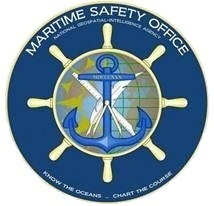 MARITIME SAFETY OFFICE
NATIONAL GEOSPATIAL-INTELLIGENCE AGENCY
KNOW THE OCEANS ... CHART THE COURSE